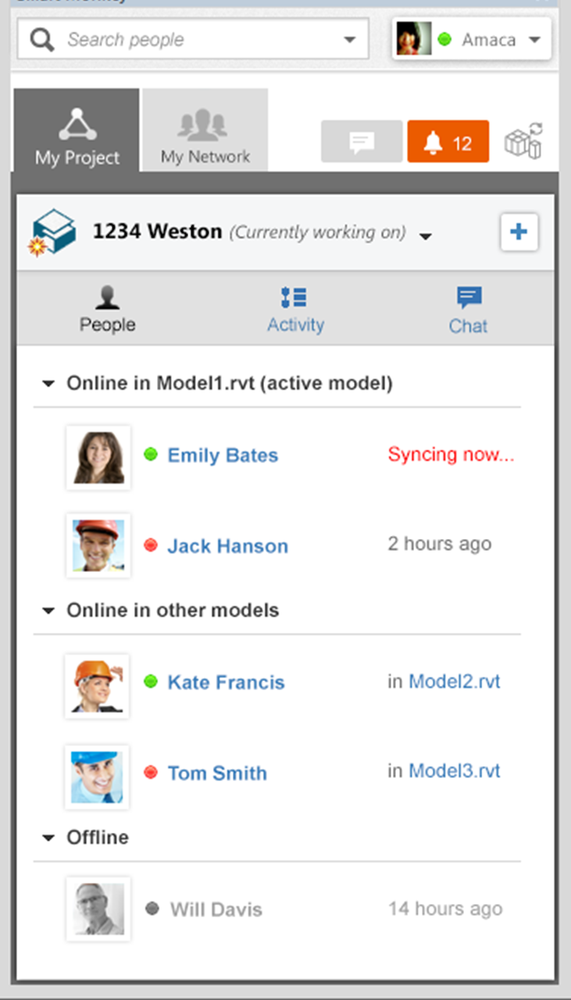 Search people
Amaca
My Project
My Network
12
1234 Weston (Currently working on)
People
Activity
Chat
Online in Model1.rvt (active model)
Emily Bates
Syncing now...
Jack Hanson
2 hours ago
Online in other models
Kate Francis
in Model2.rvt
Tom Smith
in Model3.rvt
Offline
Will Davis
14 hours ago